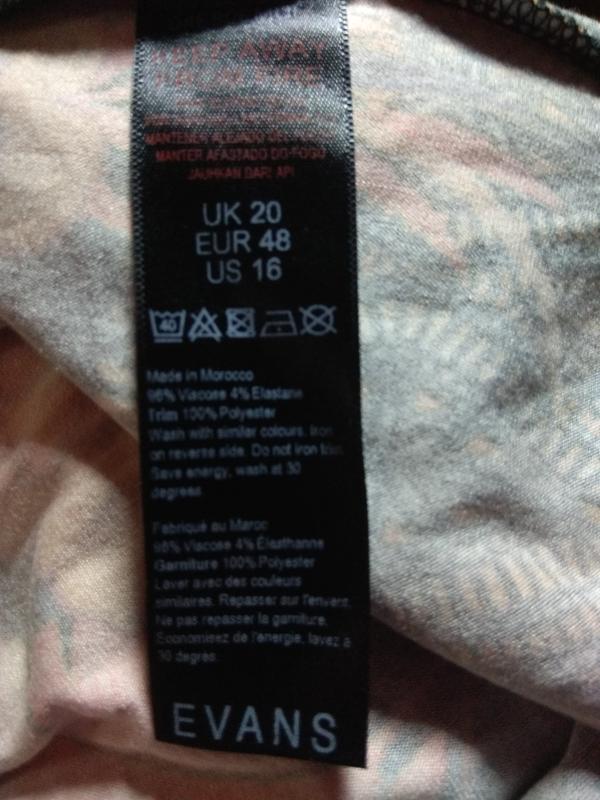 KEEP AWAY
FROM FIRE
MANTENER ALEJADO DEL FUEGO
MANTER AFASTADO DO FOGO
JAUHKAN DARI API
UK 20
EUR 48
US 16
40
Made in Morocco
96% Viscose 4% Elastane
Trim 100% Polyester
Wash with similar colours. Iron
on reverse side. Do not iron trim.
Save energy, wash at 30
degrees
Fabriqué au Maroc
96% Viscose 4% Élasthanne
Garniture 100% Polyester
Laver avec des couleurs
similaires. Repasser sur l'envers.
Ne pas repasser la garniture.
Économisez de l'énergie, lavez à
30 degrés.
EVANS